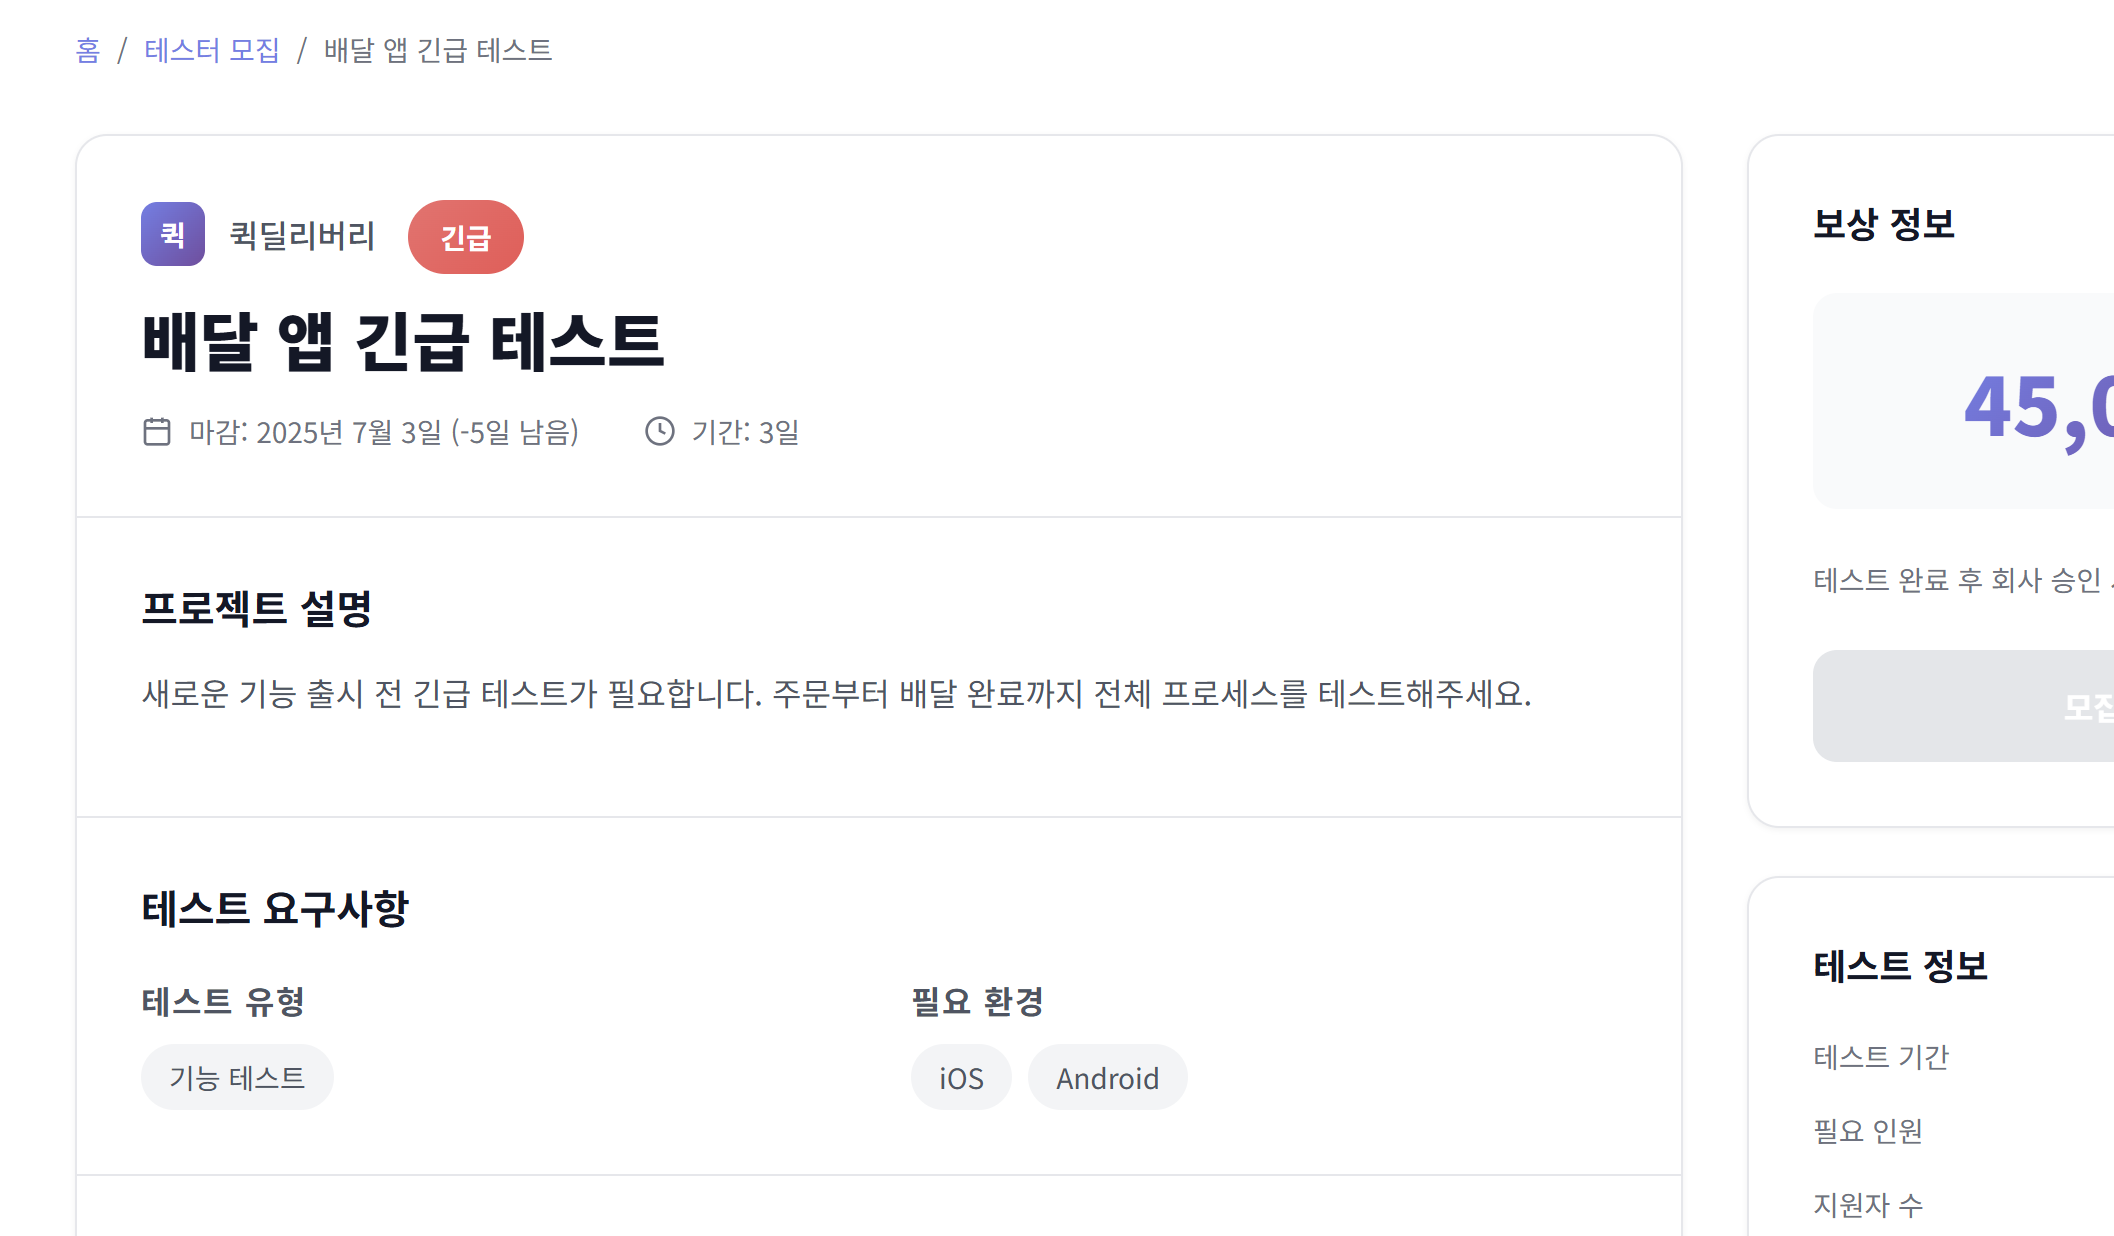 홈 / 테스터 모집 / 배달 앱 긴급 테스트
퀵 퀵딜리버리 긴급
배달 앱 긴급 테스트
마감: 2025년 7월 3일 (-5일 남음) 기간: 3일
프로젝트 설명
새로운 기능 출시 전 긴급 테스트가 필요합니다. 주문부터 배달 완료까지 전체 프로세스를 테스트해주세요.
테스트 요구사항
테스트 유형
기능 테스트
필요 환경
iOS Android
보상 정보
45,0
테스트 완료 후 회사 승인
모집
테스트 정보
테스트 기간
필요 인원
지원자 수